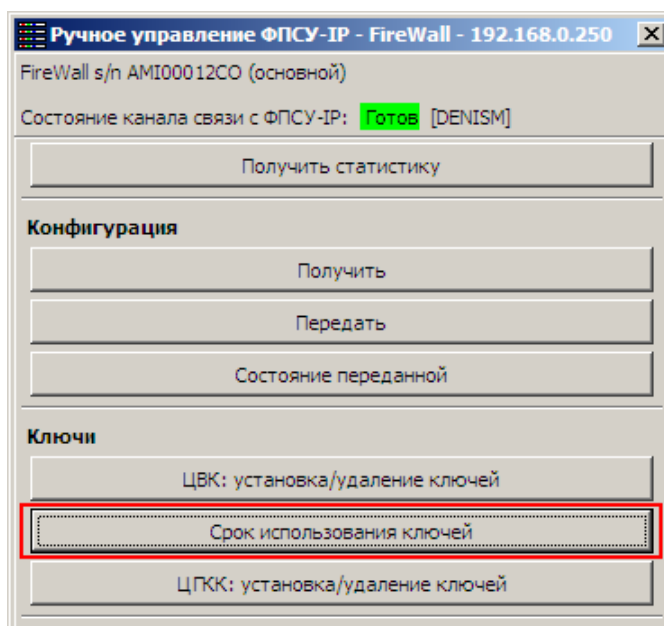 Ручное управление ФПСУ-IP - FireWall - 192.168.0.250
FireWall s/n AMI00012CO (основной)
Состояние канала связи с ФПСУ-IP: Готов [DENISM]
Получить статистику
Конфигурация
Получить
Передать
Состояние переданной
Ключи
ЦВК: установка/удаление ключей
Срок использования ключей
ЦГКК: установка/удаление ключей